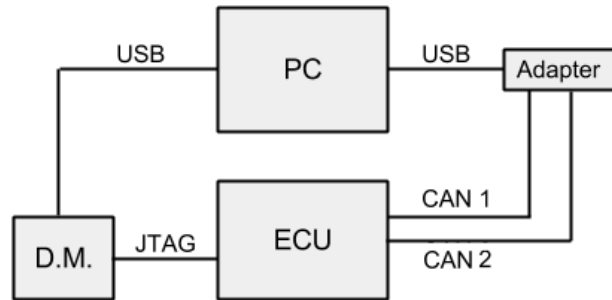 USB
PC
USB
Adapter
D.M.
JTAG
ECU
CAN 1
CAN 2